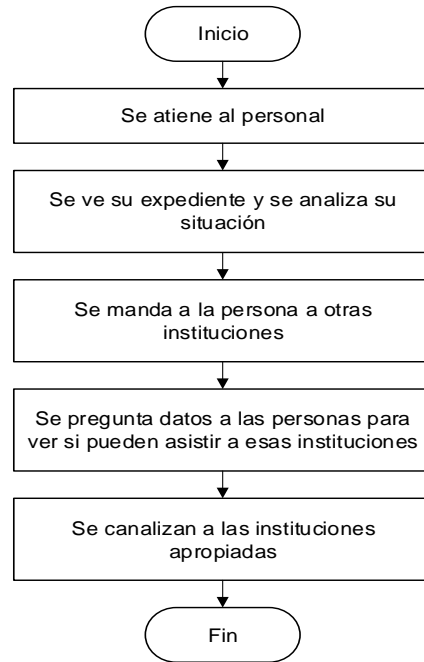 Inicio
Se atiene al personal
Se ve su expediente y se analiza su
situación
Se manda a la persona a otras
instituciones
Se pregunta datos a las personas para
ver si pueden asistir a esas instituciones
Se canalizan a las instituciones
apropiadas
Fin